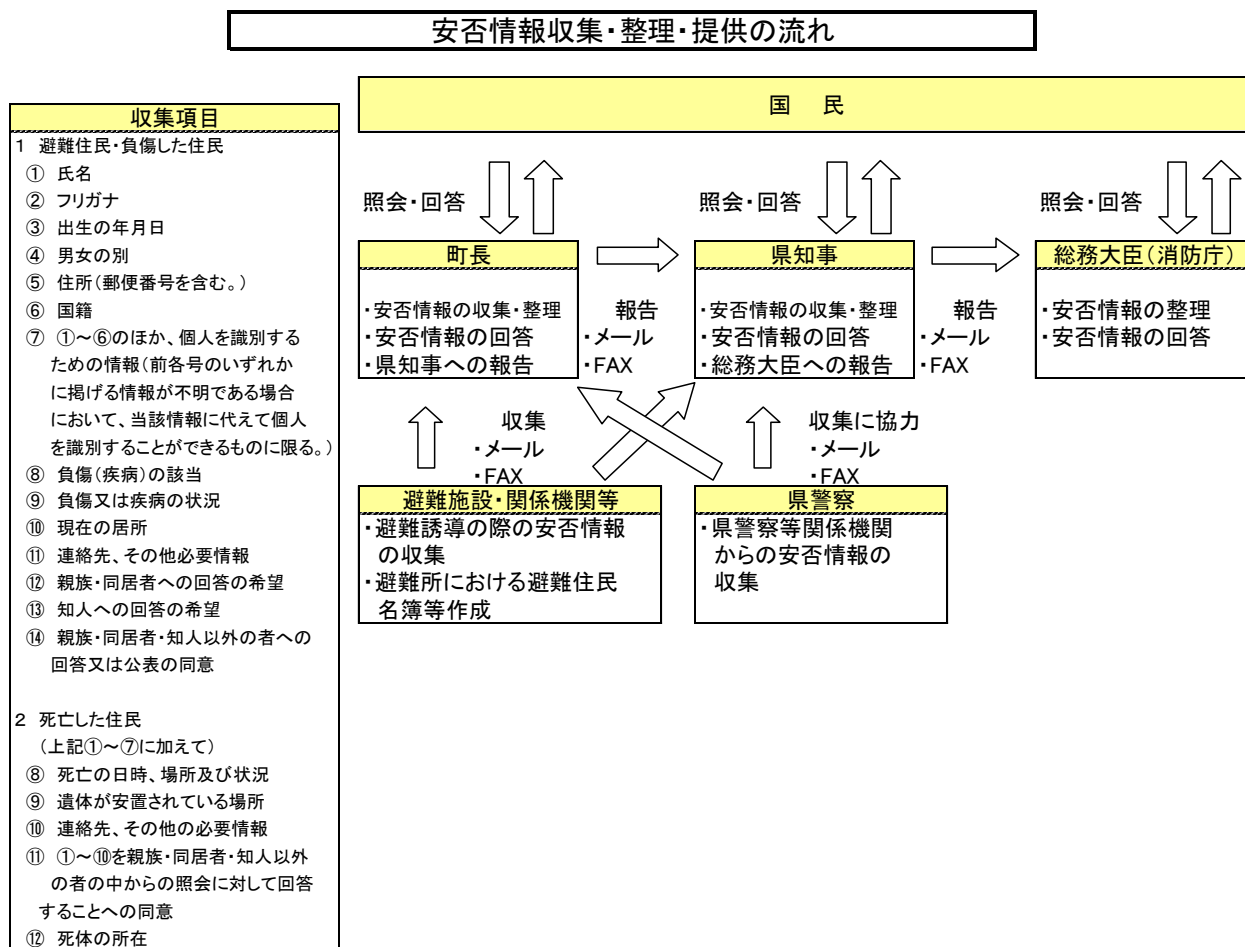 安否情報収集・整理・提供の流れ
国　民
収集項目
1 避難住民・負傷した住民
① 氏名
② フリガナ
③ 出生の年月日
④ 男女の別
⑤ 住所(郵便番号を含む。)
⑥ 国籍
⑦ ①～⑥のほか、個人を識別する
ための情報(前各号のいずれか
に掲げる情報が不明である場合
において、当該情報に代えて個人
を識別することができるものに限る。)
⑧ 負傷(疾病)の該当
⑨ 負傷又は疾病の状況
⑩ 現在の居所
⑪ 連絡先、その他必要情報
⑫ 親族・同居者への回答の希望
⑬ 知人への回答の希望
⑭ 親族・同居者・知人以外の者への
回答又は公表の同意
2 死亡した住民
(上記①～⑦に加えて)
⑧ 死亡の日時、場所及び状況
⑨ 遺体が安置されている場所
⑩ 連絡先、その他の必要情報
⑪ ①～⑩を親族・同居者・知人以外
の者の中からの照会に対して回答
することへの同意
⑫ 死体の所在
照会・回答
照会・回答
照会・回答
町長
・安否情報の収集・整理
・安否情報の回答
・県知事への報告
報告
・メール
・FAX
県知事
・安否情報の収集・整理
・安否情報の回答
・総務大臣への報告
報告
・メール
・FAX
総務大臣(消防庁)
・安否情報の整理
・安否情報の回答
収集
・メール
・FAX
収集に協力
・メール
・FAX
避難施設・関係機関等
・避難誘導の際の安否情報
の収集
・避難所における避難住民
名簿等作成
県警察
・県警察等関係機関
からの安否情報の
収集